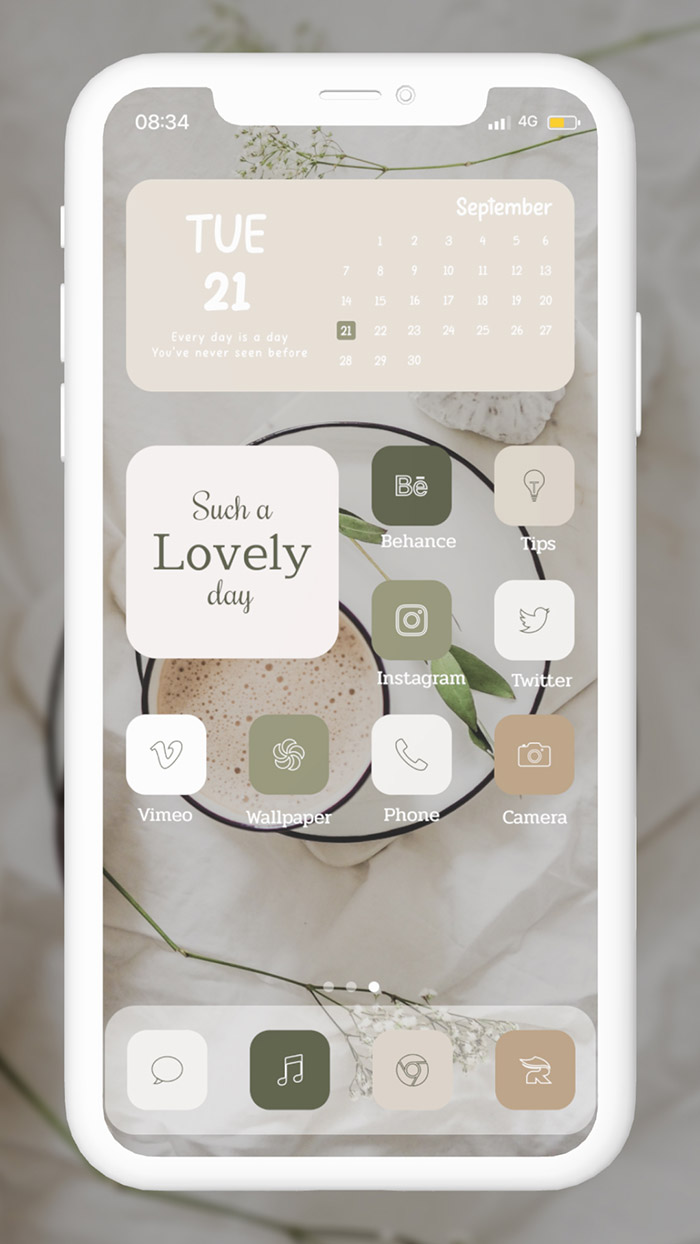 08:34
4G
TUE
21
Every day is a day
You've never seen before
September
1 2 3 4 5 6
7 8 9 10 11 12 13
14 15 16 17 18 19 20
21 22 23 24 25 26 27
28 29 30
Such a
Lovely
day
Bē
Behance
T
Tips
Instagram
Twitter
Vimeo
Wallpaper
Phone
Camera